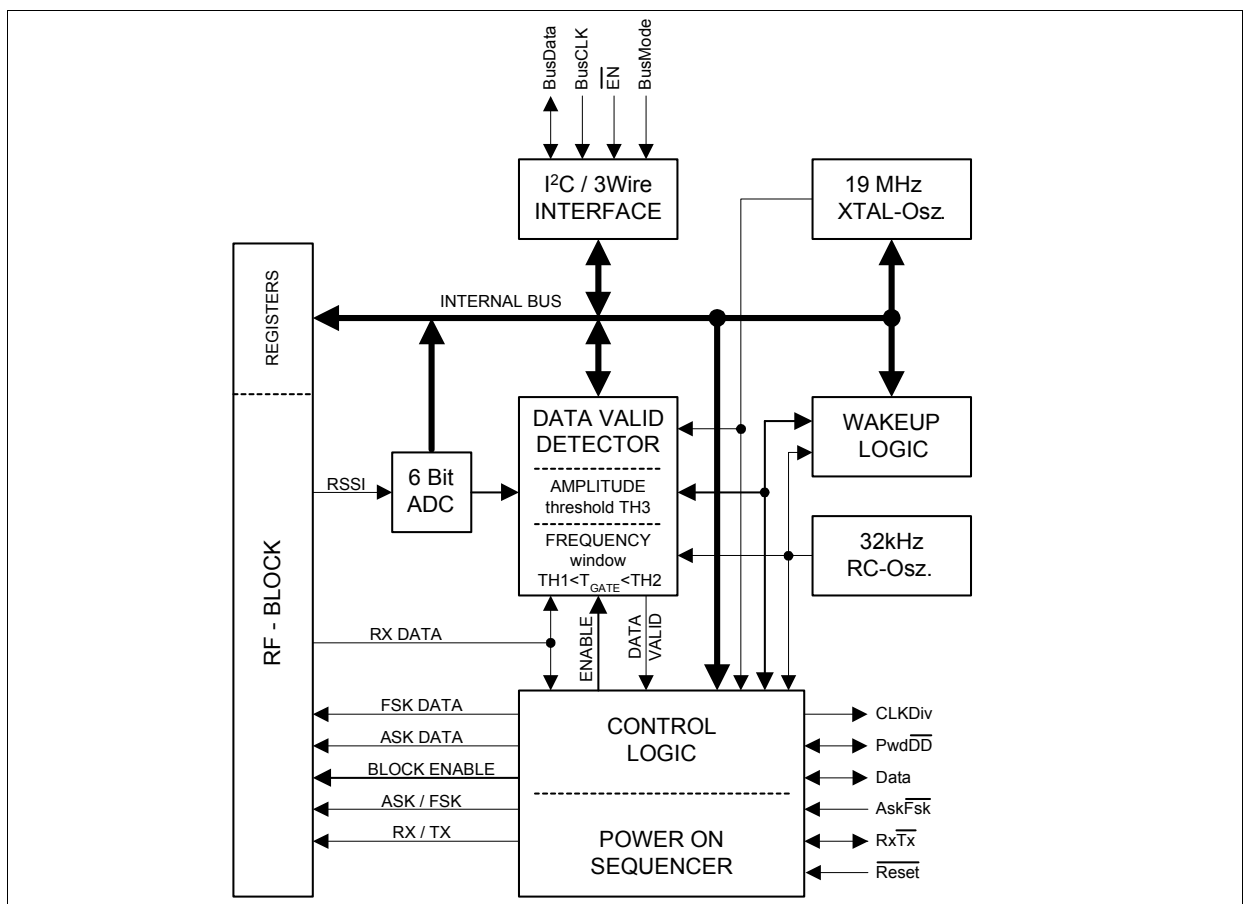 BusData
BusCLK
EN
BusMode
I²C / 3Wire
INTERFACE
19 MHz
XTAL-Osz.
REGISTERS
INTERNAL BUS
DATA VALID
DETECTOR
WAKEUP
LOGIC
RSSI
6 Bit
ADC
AMPLITUDE
threshold TH3
FREQUENCY
window
TH1<T_GATE<TH2
32kHz
RC-Osz.
RF - BLOCK
RX DATA
ENABLE
DATA
VALID
FSK DATA
ASK DATA
BLOCK ENABLE
ASK / FSK
RX / TX
CONTROL
LOGIC
POWER ON
SEQUENCER
CLKDiv
PwdDD
Data
AskFsk
RxTx
Reset